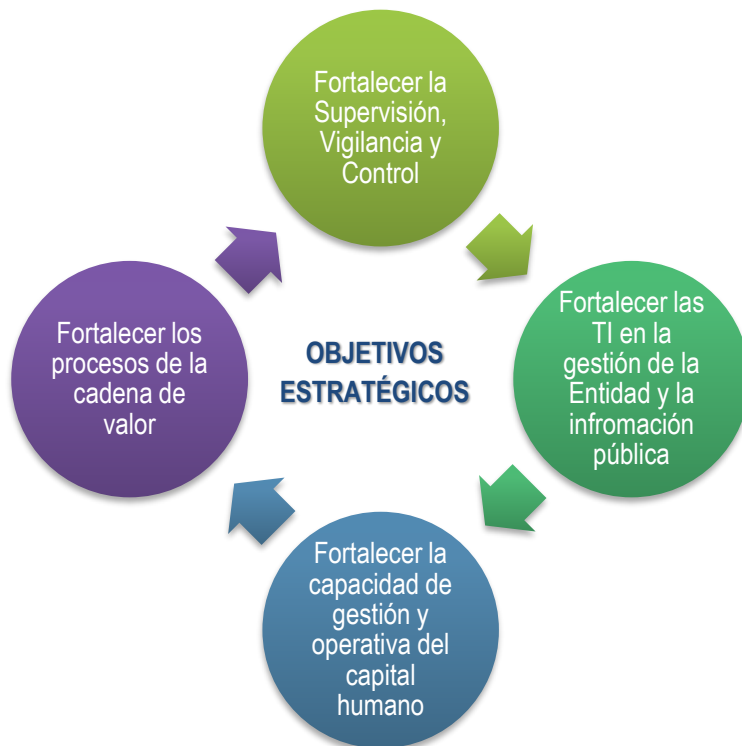 Fortalecer la
Supervisión,
Vigilancia y
Control
Fortalecer las
TI en la
gestión de la
Entidad y la
infromación
pública
Fortalecer la
capacidad de
gestión y
operativa del
capital
humano
Fortalecer los
procesos de la
cadena de
valor
OBJETIVOS
ESTRATÉGICOS